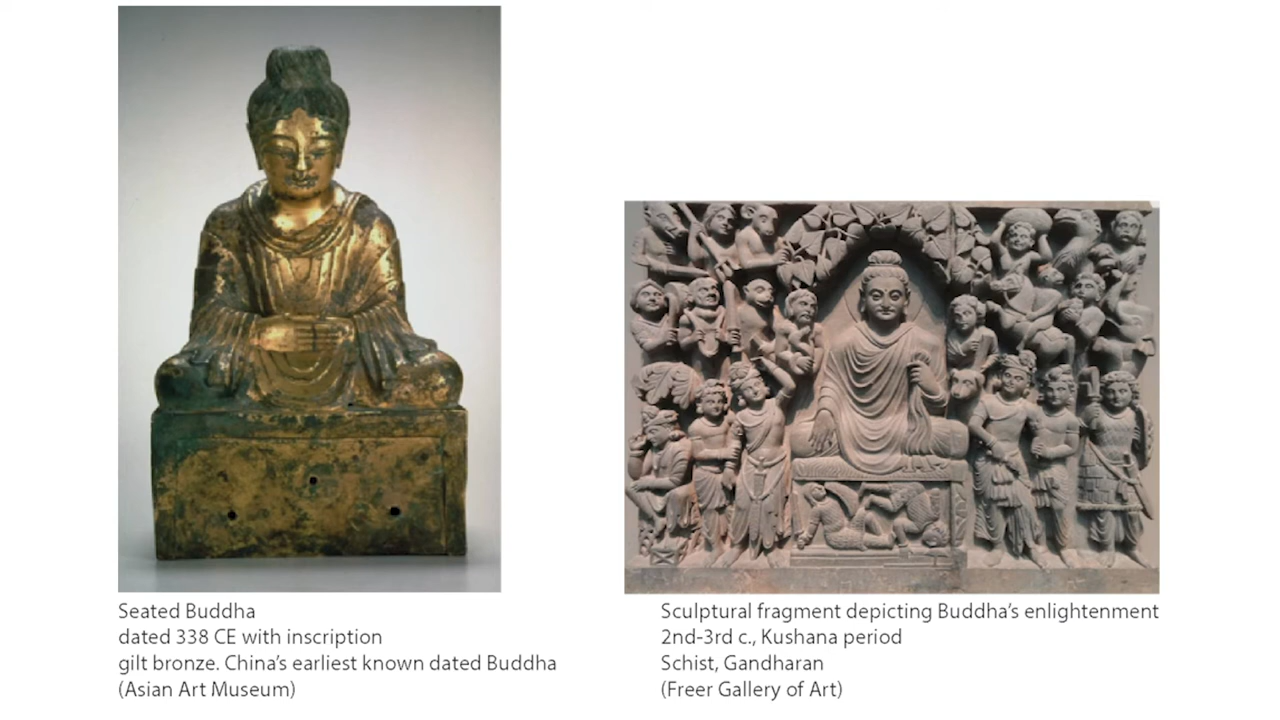 Seated Buddha
dated 338 CE with inscription
gilt bronze. China's earliest known dated Buddha
(Asian Art Museum)
Sculptural fragment depicting Buddha's enlightenment
2nd-3rd c., Kushana period
Schist, Gandharan
(Freer Gallery of Art)